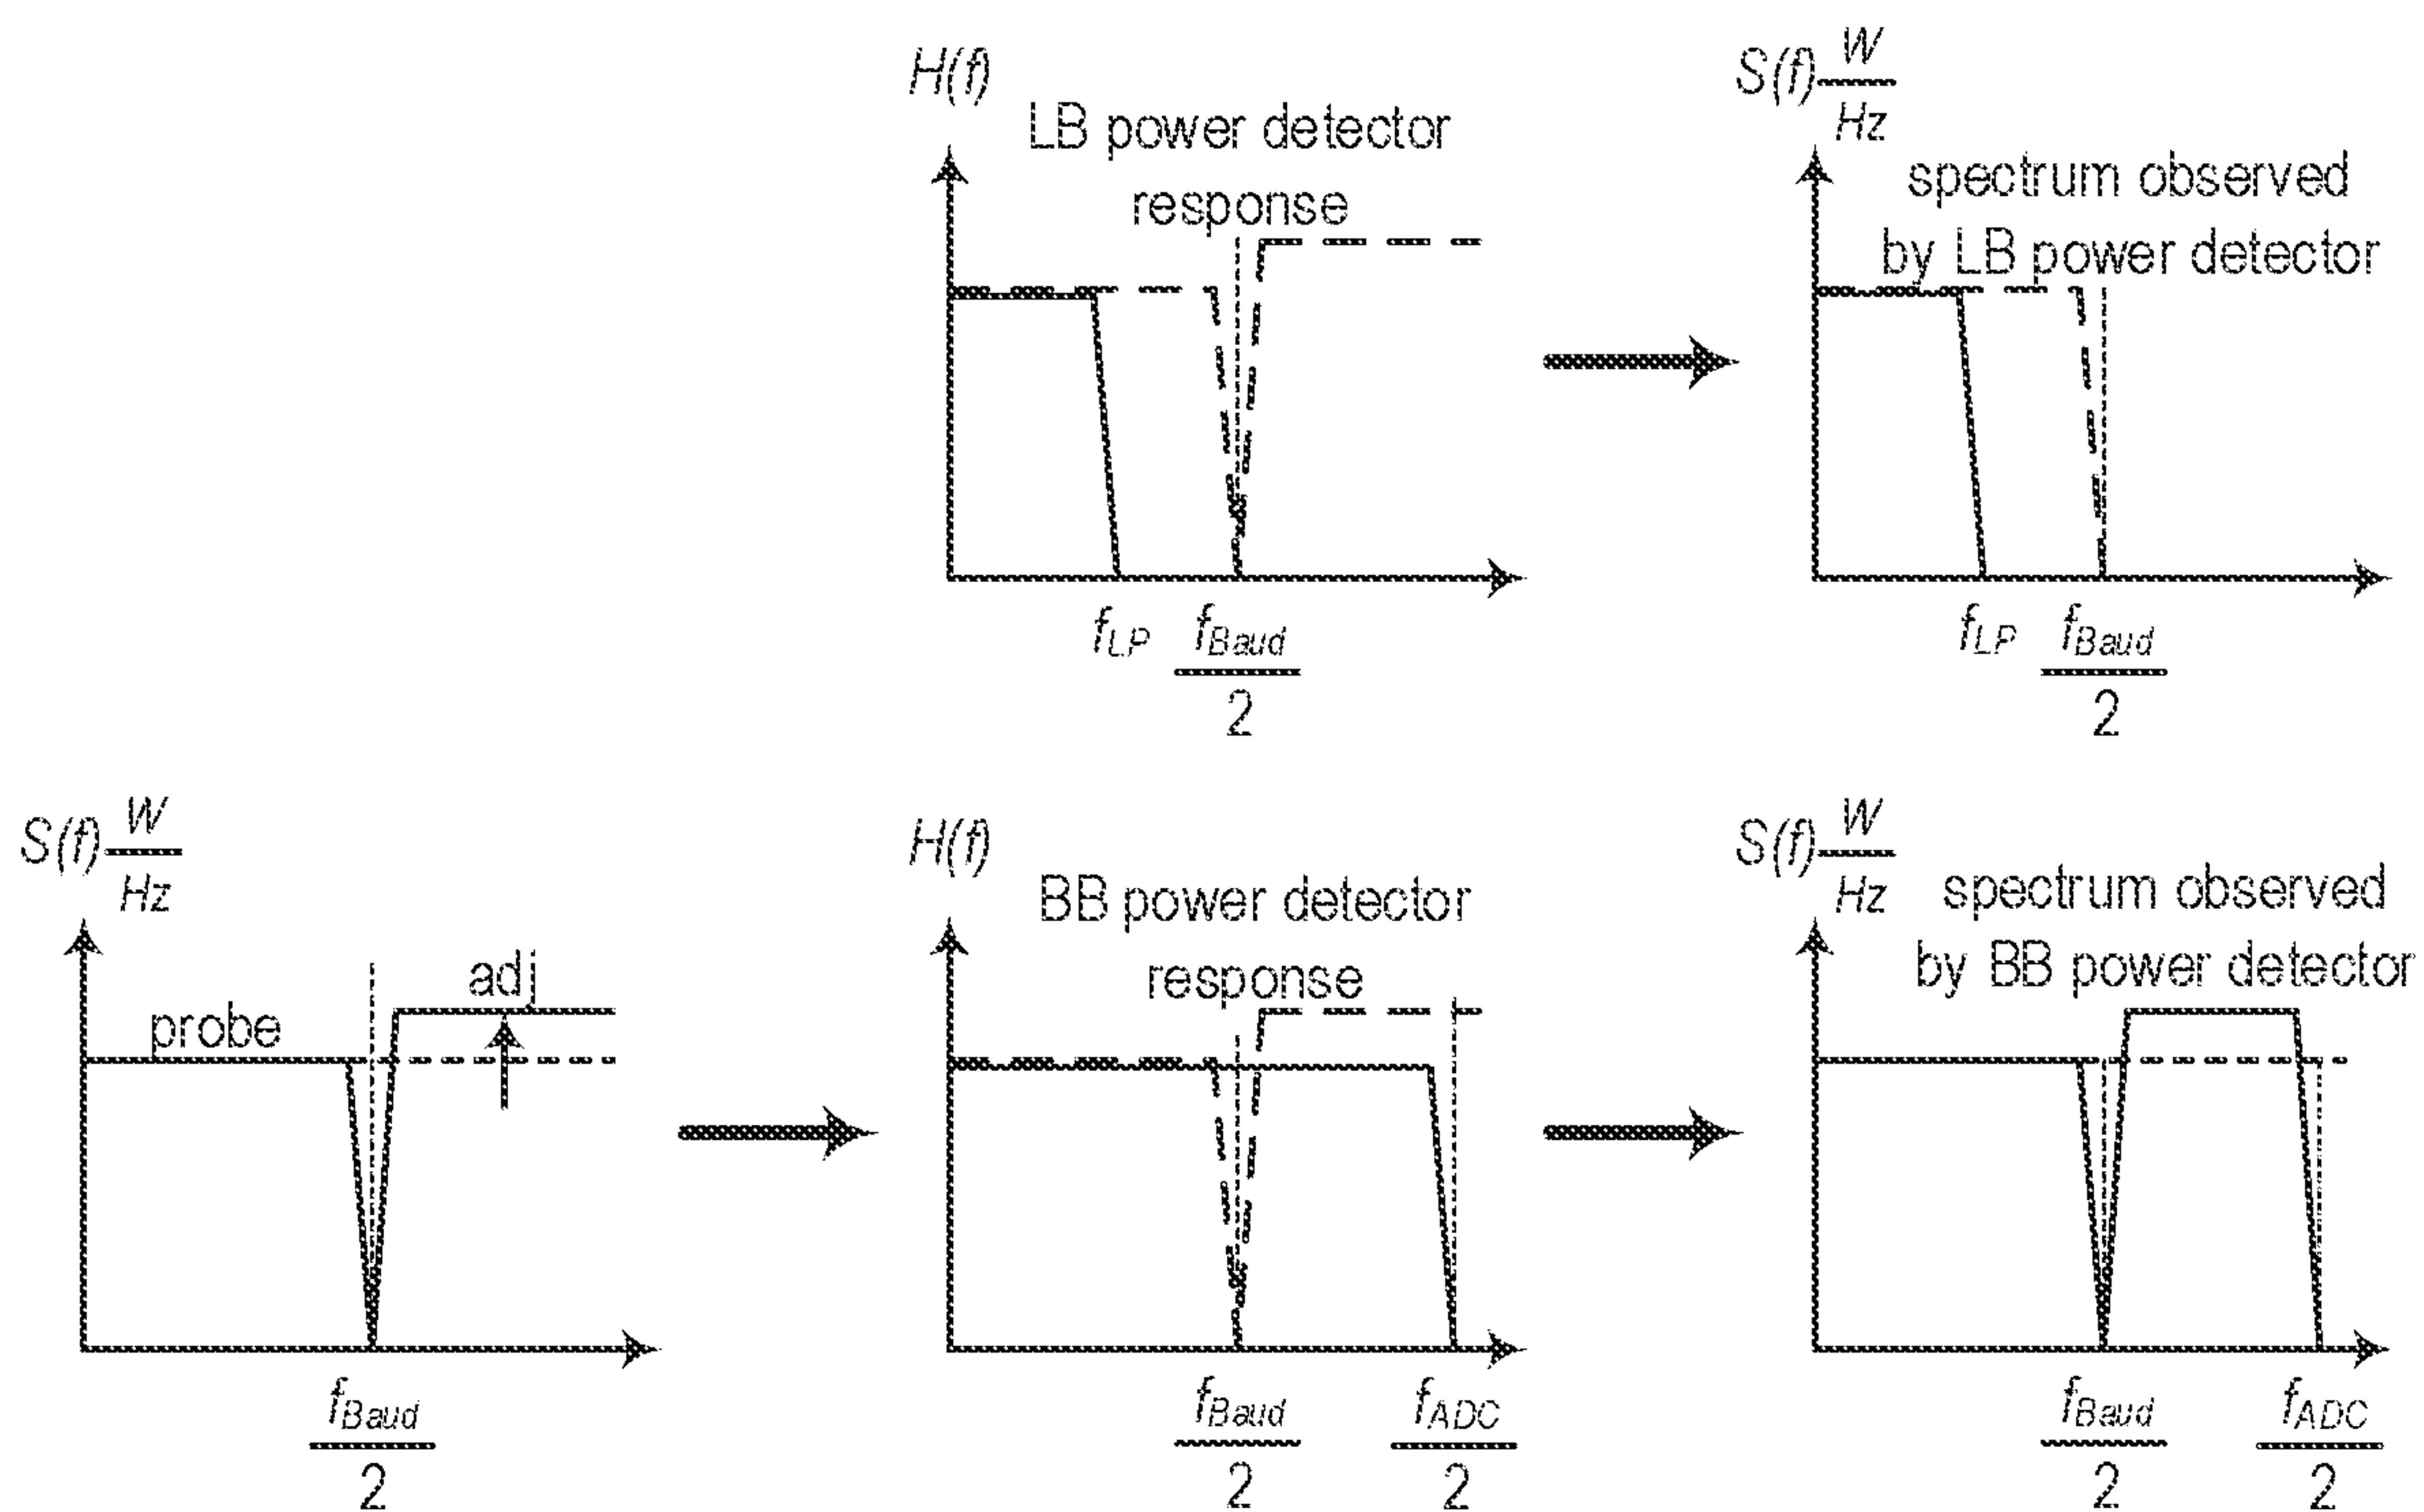 H(f)
LB power detector
response
f_LP f_Baud
2
S(f) W
Hz
spectrum observed
by LB power detector
f_LP f_Baud
2
S(f) W
Hz
probe
adj
f_Baud
2
H(f)
BB power detector
response
f_Baud f_ADC
2 2
S(f) W
Hz
spectrum observed
by BB power detector
f_Baud f_ADC
2 2